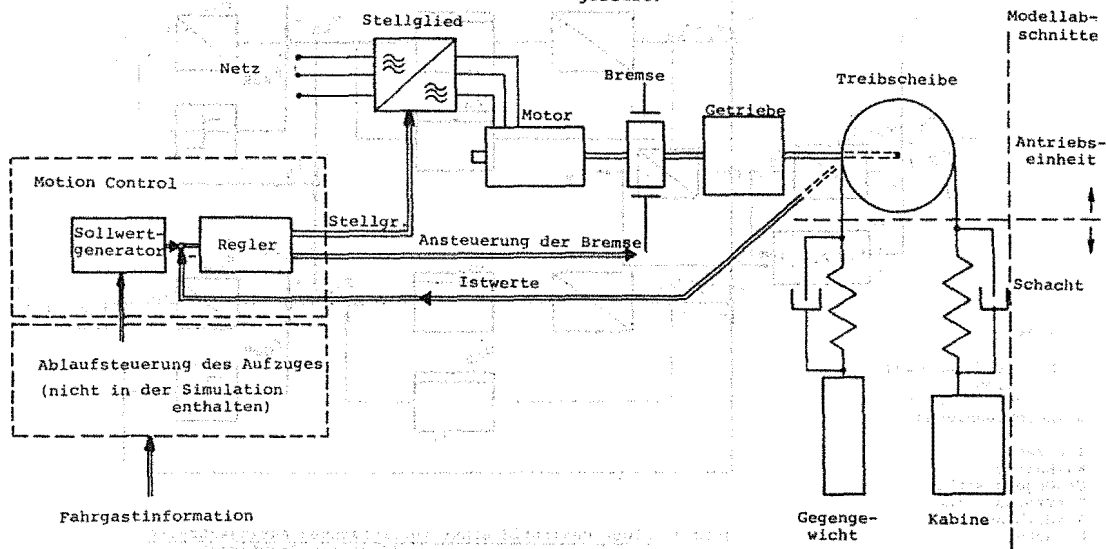 Stellglied
Modellab-
schnitte
Netz
Bremse
Treibscheibe
Motor
Getriebe
Antriebs-
einheit
Motion Control
Sollwert-
generator
Regler
Stellgr.
Ansteuerung der Bremse
Istwerte
Schacht
Ablaufsteuerung des Aufzuges
(nicht in der Simulation
enthalten)
Fahrgastinformation
Gegenge-
wicht
Kabine